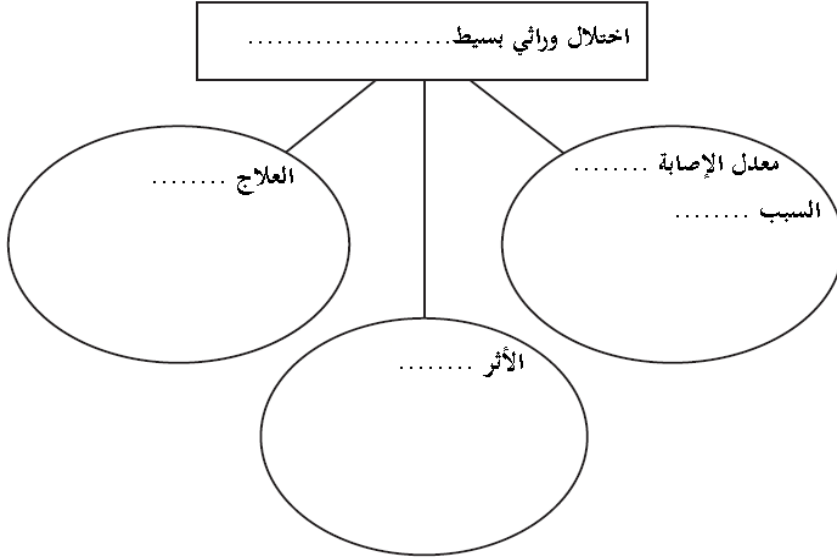 اختلال وراثي بسيط.....................
معدل الإصابة ........
السبب ........
العلاج ........
الأثر ........